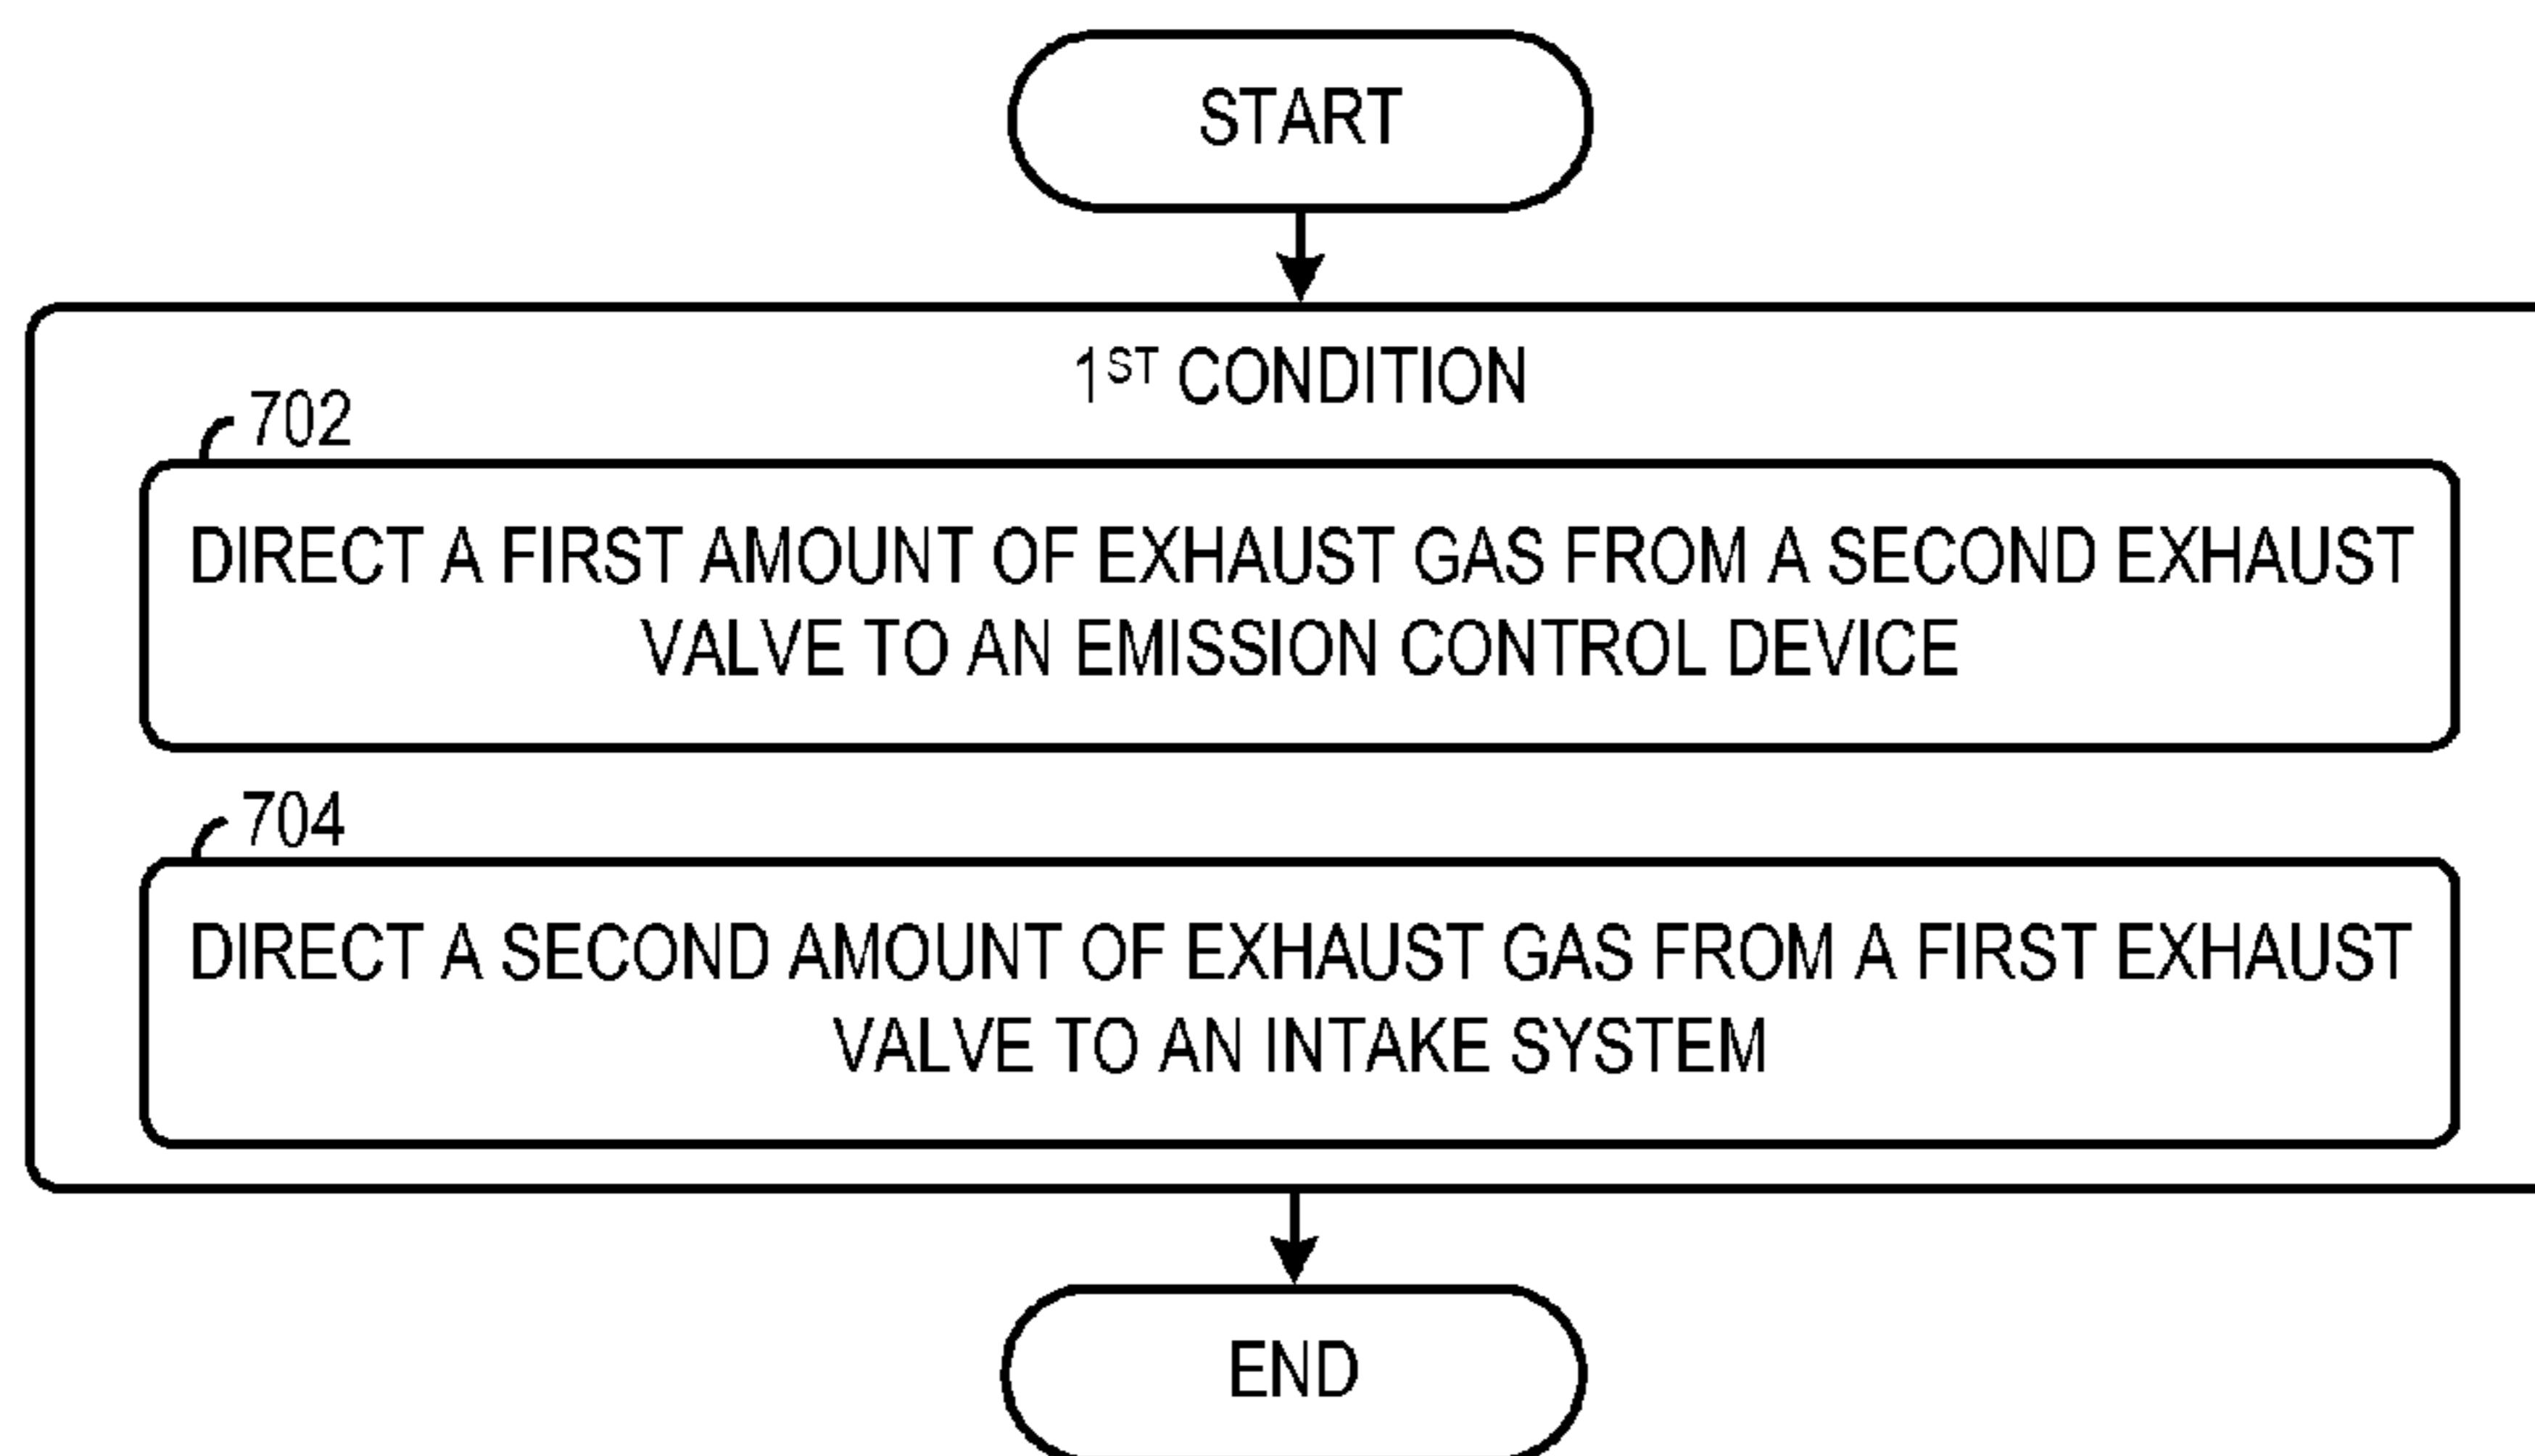 START
1ST CONDITION
702
DIRECT A FIRST AMOUNT OF EXHAUST GAS FROM A SECOND EXHAUST
VALVE TO AN EMISSION CONTROL DEVICE
704
DIRECT A SECOND AMOUNT OF EXHAUST GAS FROM A FIRST EXHAUST
VALVE TO AN INTAKE SYSTEM
END